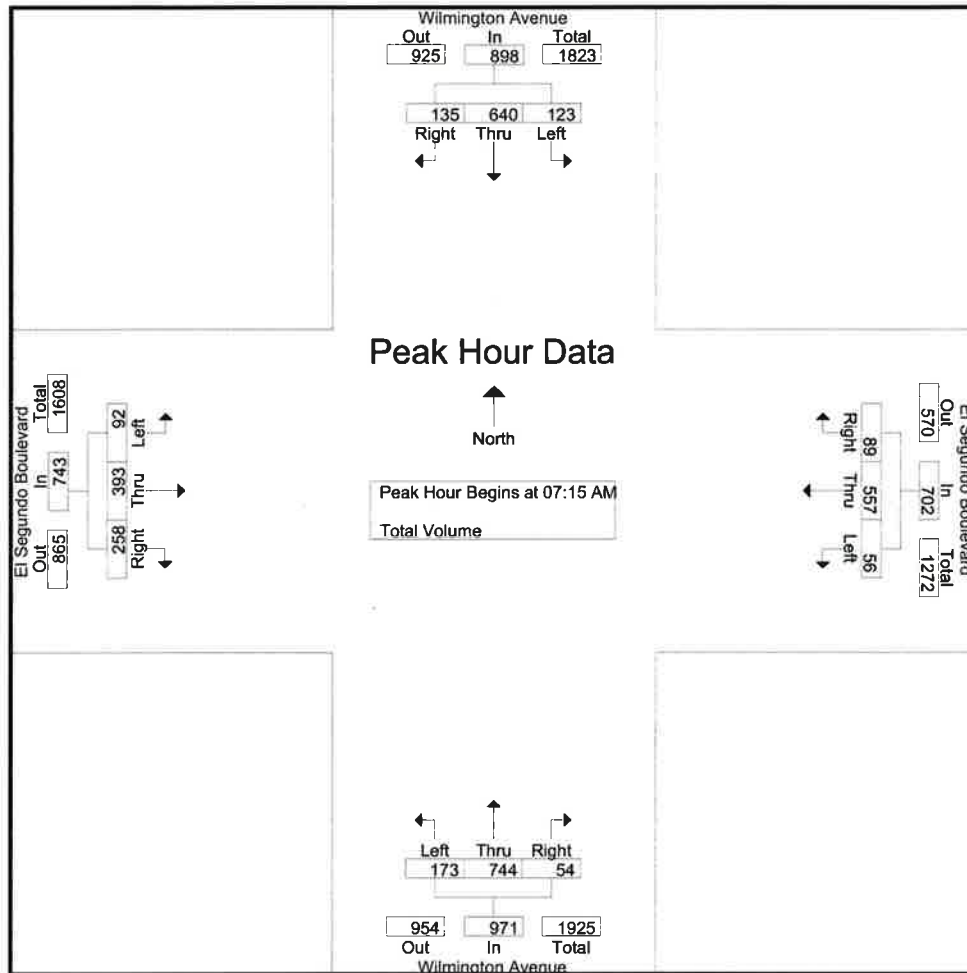 Wilmington Avenue
Out In Total
925 898 1823
135 640 123
Right Thru Left
Peak Hour Data
North
Peak Hour Begins at 07:15 AM
Total Volume
El Segundo Boulevard
Total In Out
1608 743 865
92 393 258
Left Thru Right
El Segundo Boulevard
Out In Total
570 702 1272
89 557 56
Right Thru Left
Left Thru Right
173 744 54
954 971 1925
Out In Total
Wilmington Avenue